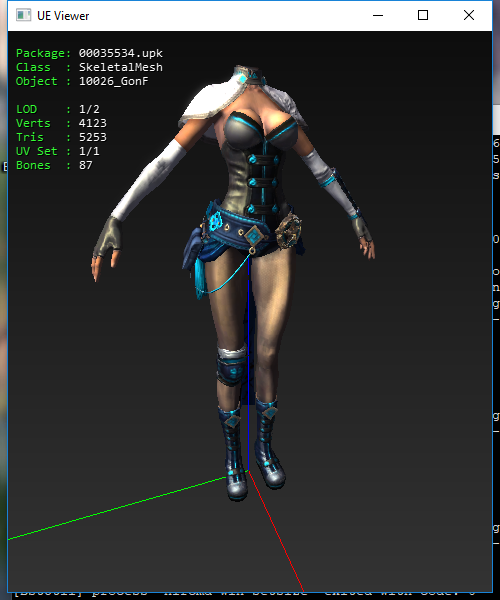 UE Viewer
Package: 00035534.upk
Class : SkeletalMesh
Object : 10026_GonF
LOD : 1/2
Verts : 4123
Tris : 5253
UV Set : 1/1
Bones : 87